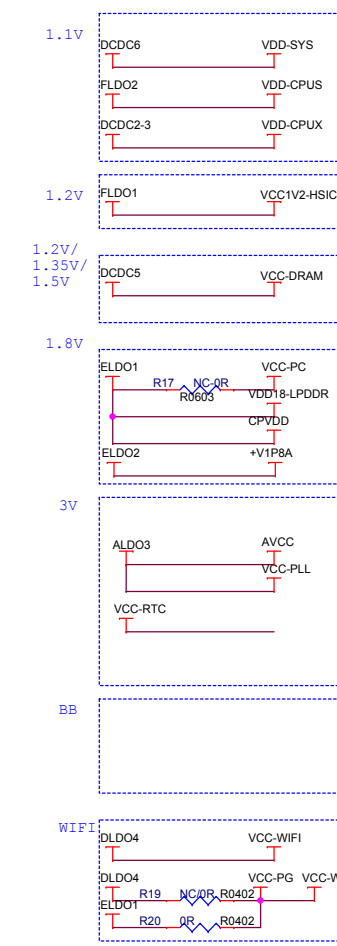 1.1V
DCDC6 VDD-SYS
FLDO2 VDD-CPUS
DCDC2-3 VDD-CPUX
1.2V
FLDO1 VCC1V2-HSIC
1.2V/
1.35V/
1.5V
DCDC5 VCC-DRAM
1.8V
ELDO1 VCC-PC
R17 NC-0R
R0603 VDD18-LPDDR
CPVDD
ELDO2 +V1P8A
3V
ALDO3 AVCC
VCC-PLL
VCC-RTC
BB
WIFI
DLDO4 VCC-WIFI
DLDO4 VCC-PG
R19 NC/0R R0402
ELDO1
R20 0R R0402